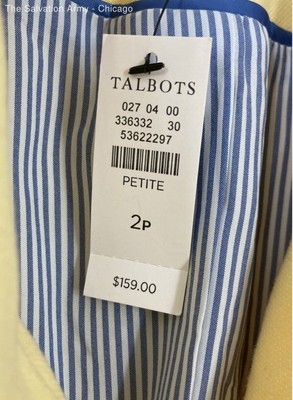 The Salvation Army - Chicago
TALBOTS
027 04 00
336332 30
53622297
PETITE
2P
$159.00